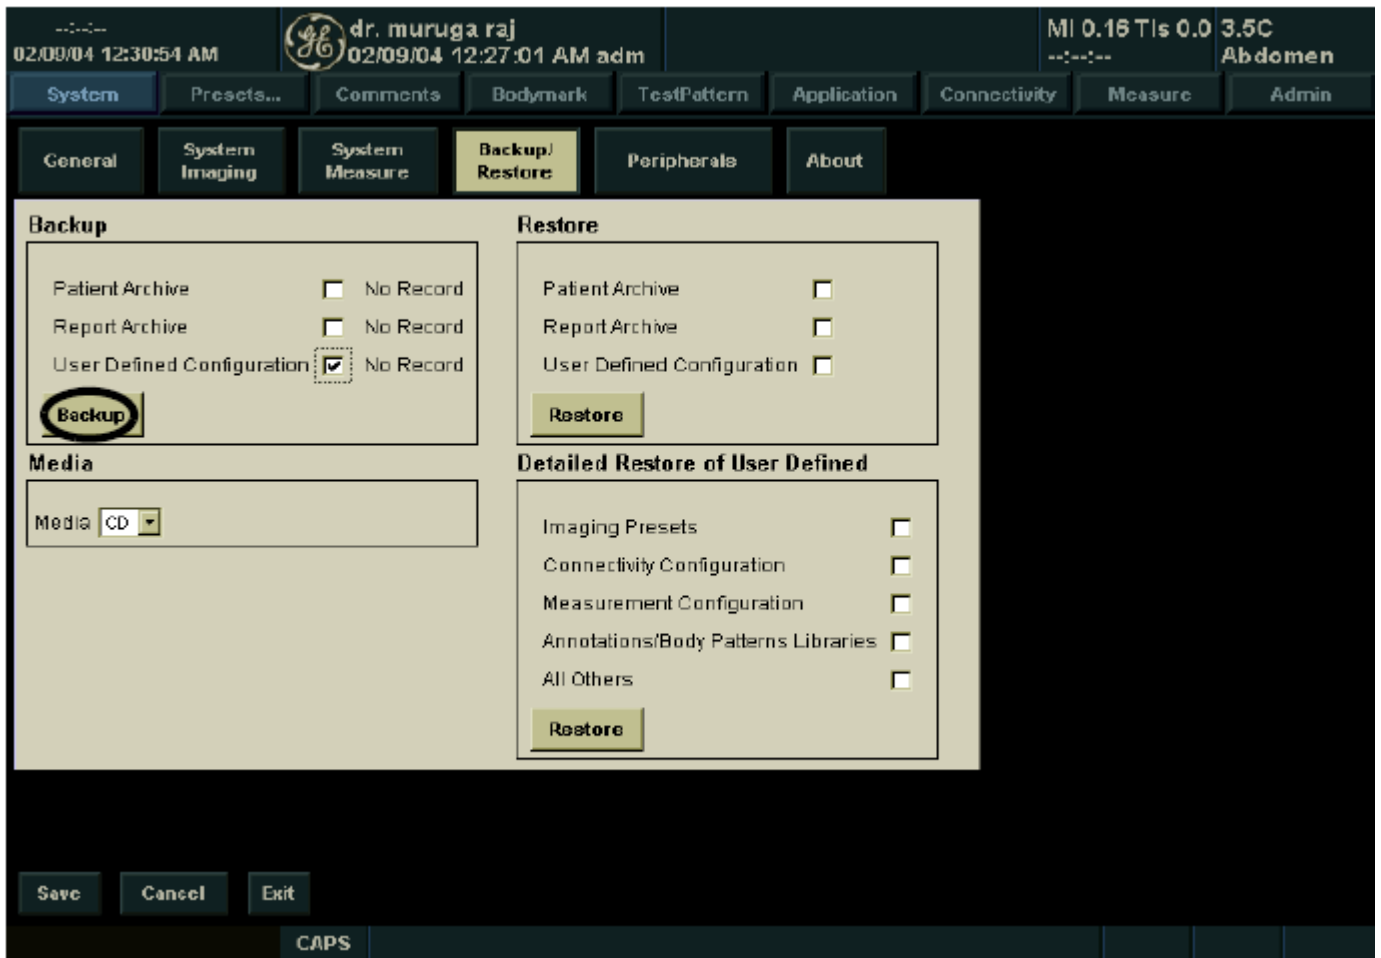 --:--:--
02/09/04 12:30:54 AM
dr. muruga raj
02/09/04 12:27:01 AM adm
MI 0.16 TIs 0.0
--:--:--
3.5C
Abdomen
System Presets... Comments Bodymark TestPattern Application Connectivity Measure Admin
General
System Imaging
System Measure
Backup/ Restore
Peripherals
About
Backup
Patient Archive No Record
Report Archive No Record
User Defined Configuration No Record
Backup
Media
Media CD
Restore
Patient Archive
Report Archive
User Defined Configuration
Restore
Detailed Restore of User Defined
Imaging Presets
Connectivity Configuration
Measurement Configuration
Annotations/Body Patterns Libraries
All Others
Restore
Save Cancel Exit
CAPS